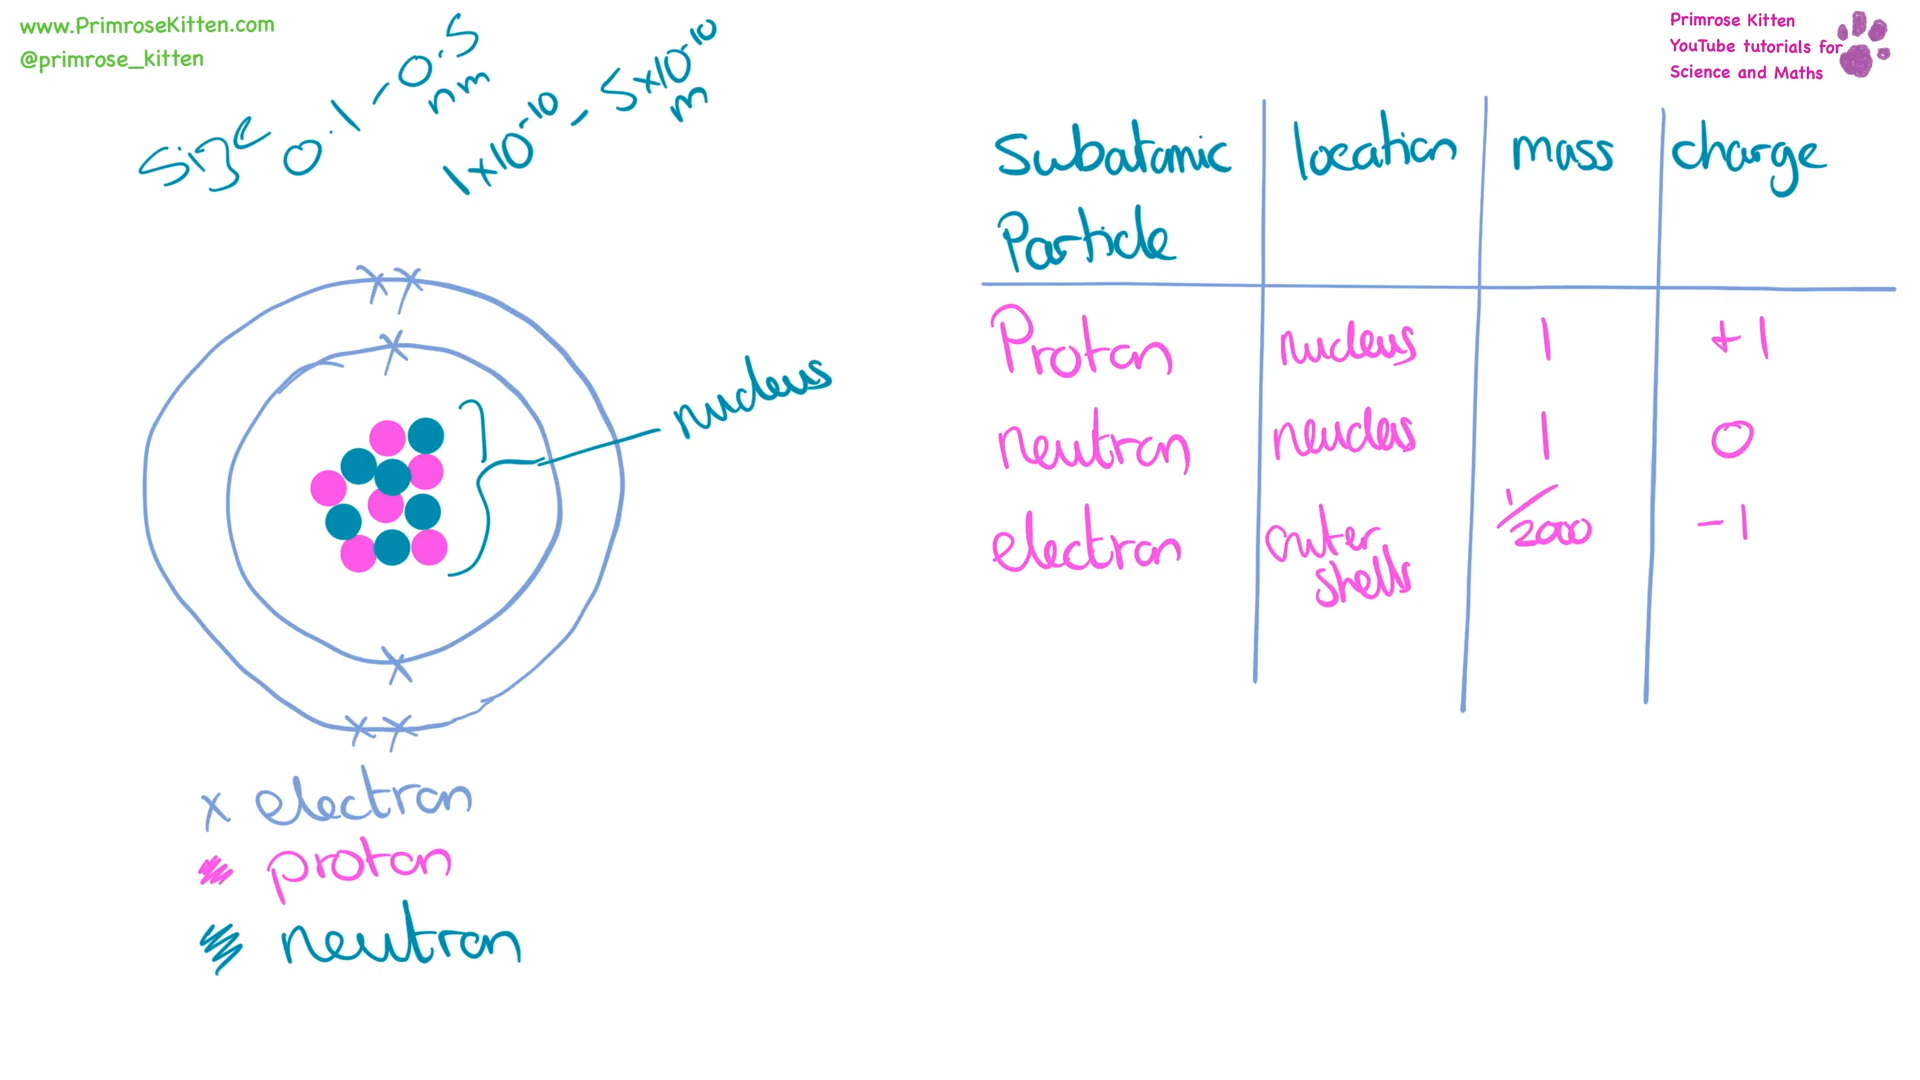 www.PrimroseKitten.com
@primrose_kitten
Primrose Kitten
YouTube tutorials for
Science and Maths
Size 0.1 - 0.5
nm
1x10-10 - 5x10-10
m
nucleus
x electron
proton
neutron
Subatomic location mass charge
Particle
Proton nucleus 1 +1
neutron neucleus 1 0
electron outer 1/2000 -1
shells